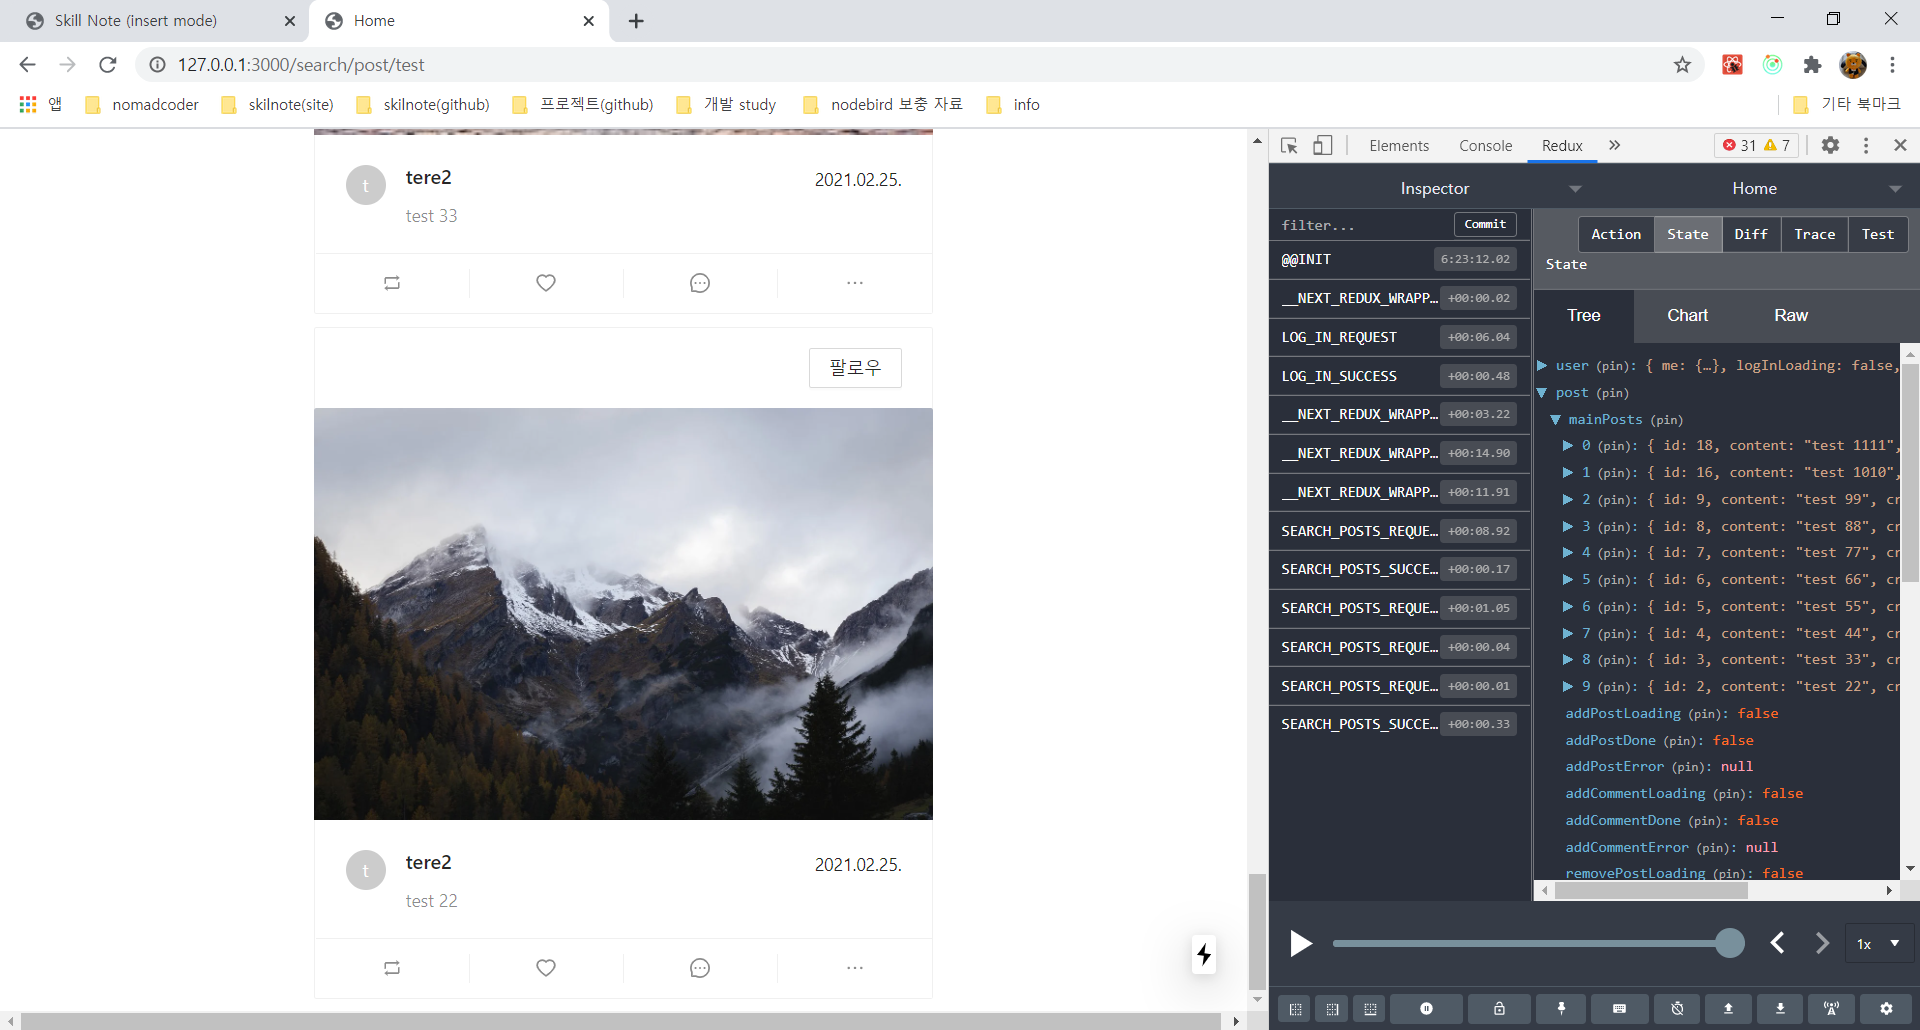 Skill Note (insert mode)
Home
127.0.0.1:3000/search/post/test
앱
nomadcoder
skilnote(site)
skilnote(github)
프로젝트(github)
개발 study
nodebird 보충 자료
info
기타 북마크
t
tere2
2021.02.25.
test 33
팔로우
t
tere2
2021.02.25.
test 22
Elements
Console
Redux
31
7
Inspector
Home
filter...
Commit
@@INIT
6:23:12.02
__NEXT_REDUX_WRAPP…
+00:00.02
LOG_IN_REQUEST
+00:06.04
LOG_IN_SUCCESS
+00:00.48
__NEXT_REDUX_WRAPP…
+00:03.22
__NEXT_REDUX_WRAPP…
+00:14.90
__NEXT_REDUX_WRAPP…
+00:11.91
SEARCH_POSTS_REQUE…
+00:08.92
SEARCH_POSTS_SUCCE…
+00:00.17
SEARCH_POSTS_REQUE…
+00:01.05
SEARCH_POSTS_REQUE…
+00:00.04
SEARCH_POSTS_REQUE…
+00:00.01
SEARCH_POSTS_SUCCE…
+00:00.33
Action
State
Diff
Trace
Test
State
Tree
Chart
Raw
user (pin): { me: {…}, logInLoading: false,
post (pin)
mainPosts (pin)
0 (pin): { id: 18, content: "test 1111",
1 (pin): { id: 16, content: "test 1010",
2 (pin): { id: 9, content: "test 99", cr
3 (pin): { id: 8, content: "test 88", cr
4 (pin): { id: 7, content: "test 77", cr
5 (pin): { id: 6, content: "test 66", cr
6 (pin): { id: 5, content: "test 55", cr
7 (pin): { id: 4, content: "test 44", cr
8 (pin): { id: 3, content: "test 33", cr
9 (pin): { id: 2, content: "test 22", cr
addPostLoading (pin): false
addPostDone (pin): false
addPostError (pin): null
addCommentLoading (pin): false
addCommentDone (pin): false
addCommentError (pin): null
removePostLoading (pin): false
1x